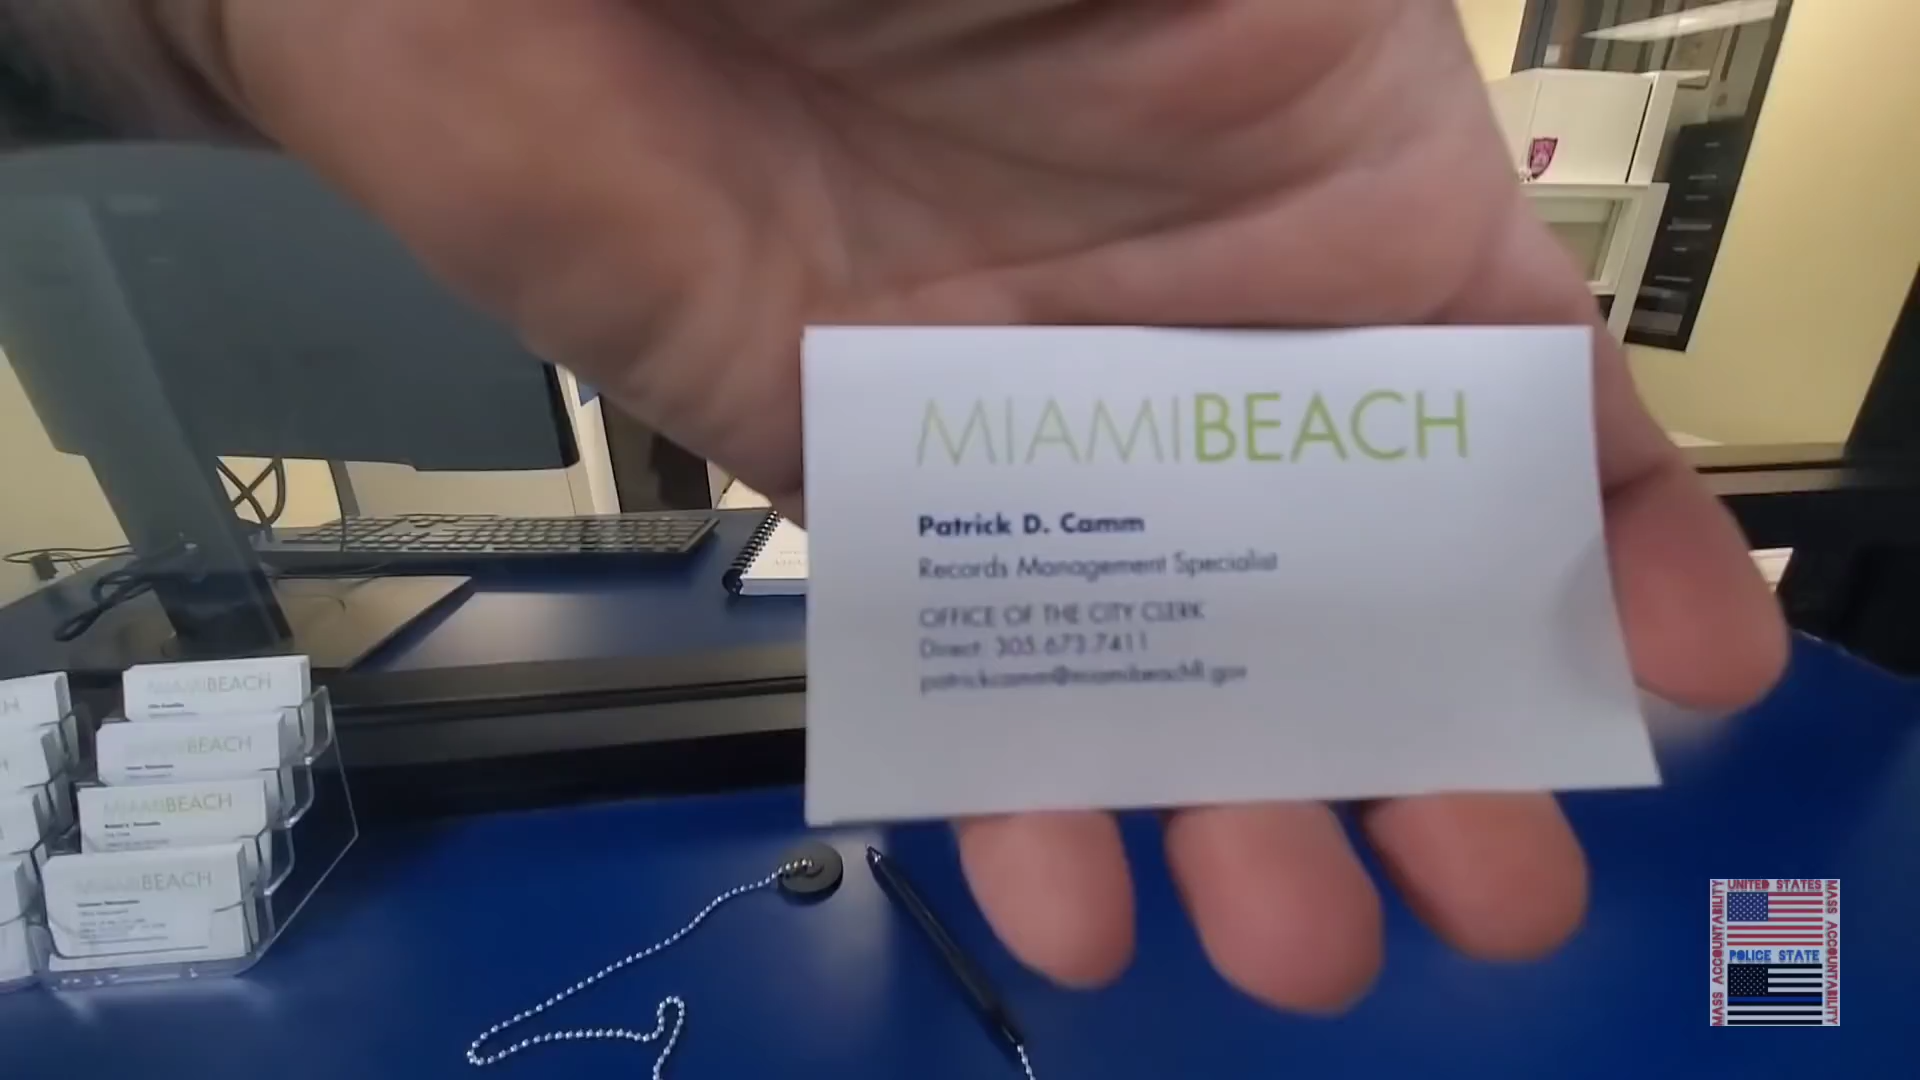 MIAMIBEACH
Patrick D. Camm
Records Management Specialist
OFFICE OF THE CITY CLERK
Direct: 305.673.7411
patrickcamm@miamibeachfl.gov
MIAMIBEACH
MIAMIBEACH
MIAMIBEACH
MIAMIBEACH
UNITED STATES
MASS ACCOUNTABILITY
MASS ACCOUNTABILITY
POLICE STATE